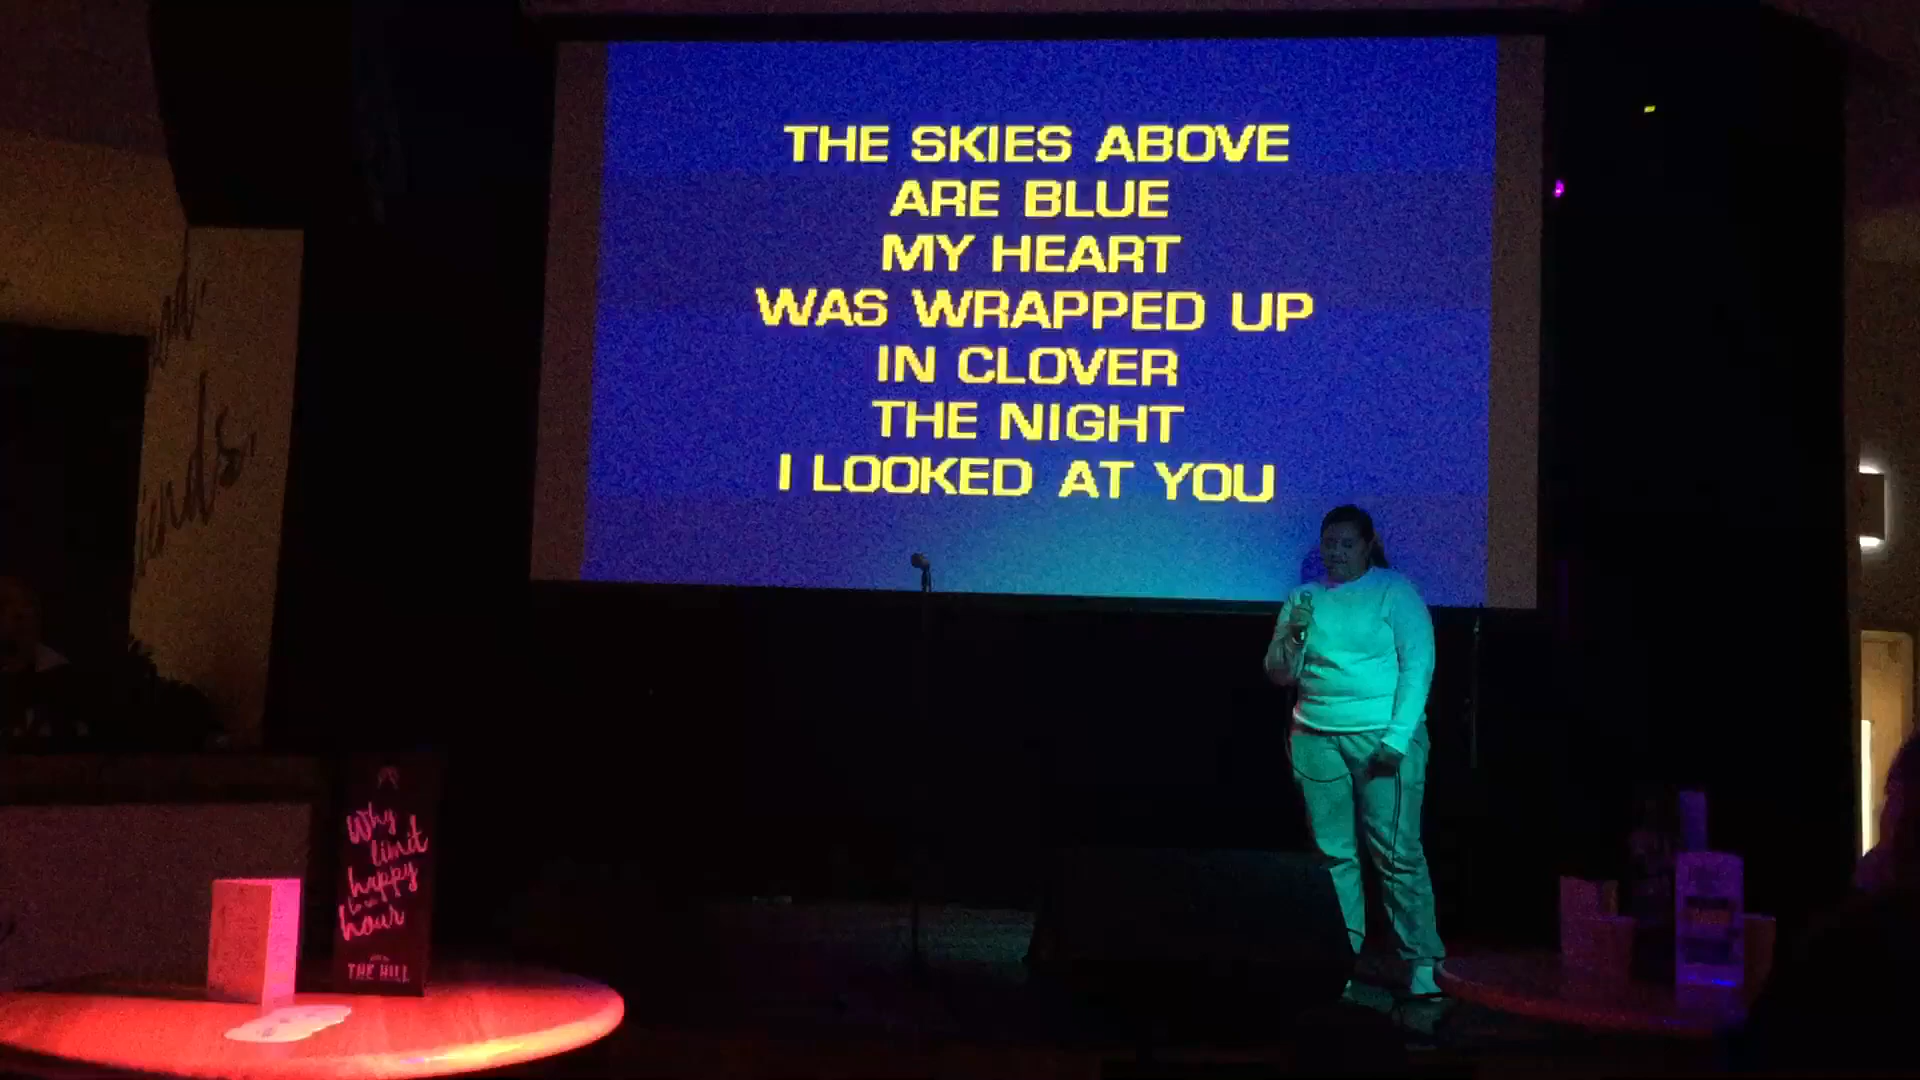 THE SKIES ABOVE
ARE BLUE
MY HEART
WAS WRAPPED UP
IN CLOVER
THE NIGHT
I LOOKED AT YOU
Why
limit
happy
hour
THE HILL